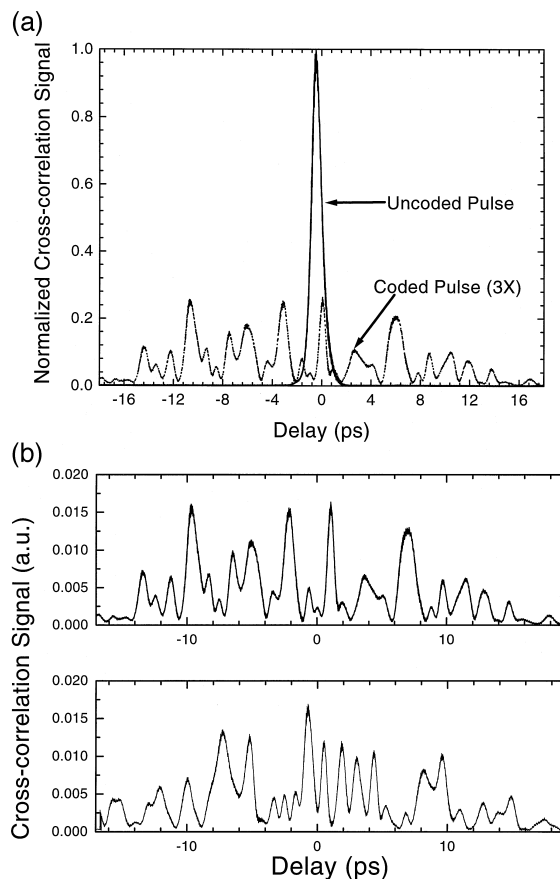 (a)
Normalized Cross-correlation Signal
1.0
0.8
0.6
0.4
0.2
0.0
Uncoded Pulse
Coded Pulse (3X)
-16 -12 -8 -4 0 4 8 12 16
Delay (ps)
(b)
Cross-correlation Signal (a.u.)
0.020
0.015
0.010
0.005
0.000
-10 0 10
0.020
0.015
0.010
0.005
0.000
-10 0 10
Delay (ps)